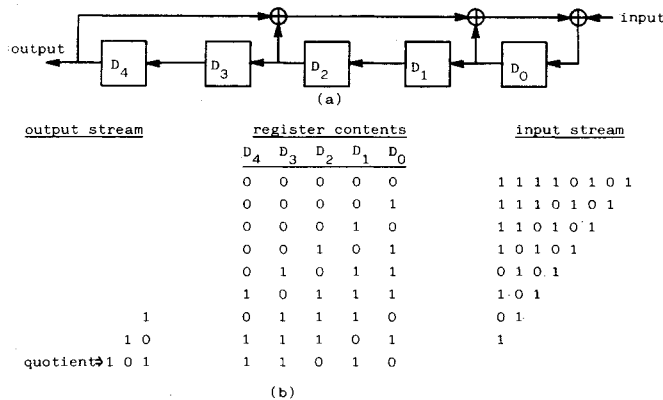 input
output
D4 D3 D2 D1 D0
(a)
output stream register contents input stream
D4 D3 D2 D1 D0
0 0 0 0 0 1 1 1 1 0 1 0 1
0 0 0 0 1 1 1 1 0 1 0 1
0 0 0 1 0 1 1 0 1 0 1
0 0 1 0 1 1 0 1 0 1
0 1 0 1 1 0 1 0 1
1 0 1 1 1 1 0 1
1 0 1 1 1 0 0 1
1 0 1 1 1 0 1 1
quotient⇒1 0 1 1 1 0 1 0
(b)